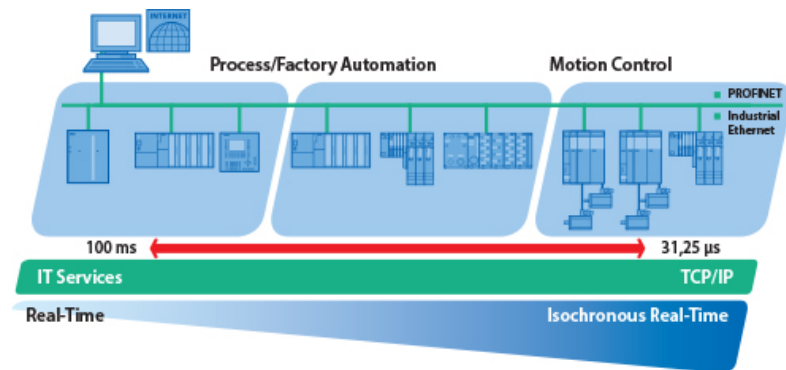 INTERNET
Process/Factory Automation
Motion Control
PROFINET
Industrial
Ethernet
100 ms
31,25 µs
IT Services
TCP/IP
Real-Time
Isochronous Real-Time